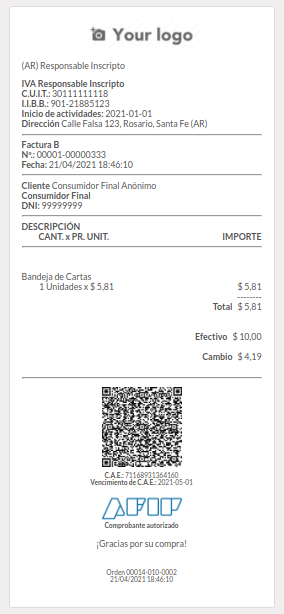 Your logo
(AR) Responsable Inscripto
IVA Responsable Inscripto
C.U.I.T.: 30111111118
I.I.B.B.: 901-21885123
Inicio de actividades: 2021-01-01
Dirección Calle Falsa 123, Rosario, Santa Fe (AR)
Factura B
Nº.: 00001-00000333
Fecha: 21/04/2021 18:46:10
Cliente Consumidor Final Anónimo
Consumidor Final
DNI: 99999999
DESCRIPCIÓN
CANT. x PR. UNIT. IMPORTE
Bandeja de Cartas
1 Unidades x $ 5,81 $ 5,81
--------
Total $ 5,81
Efectivo $ 10,00
Cambio $ 4,19
C.A.E.: 71168931364160
Vencimiento de C.A.E.: 2021-05-01
AFIP
Comprobante autorizado
¡Gracias por su compra!
Orden 00014-010-0002
21/04/2021 18:46:10